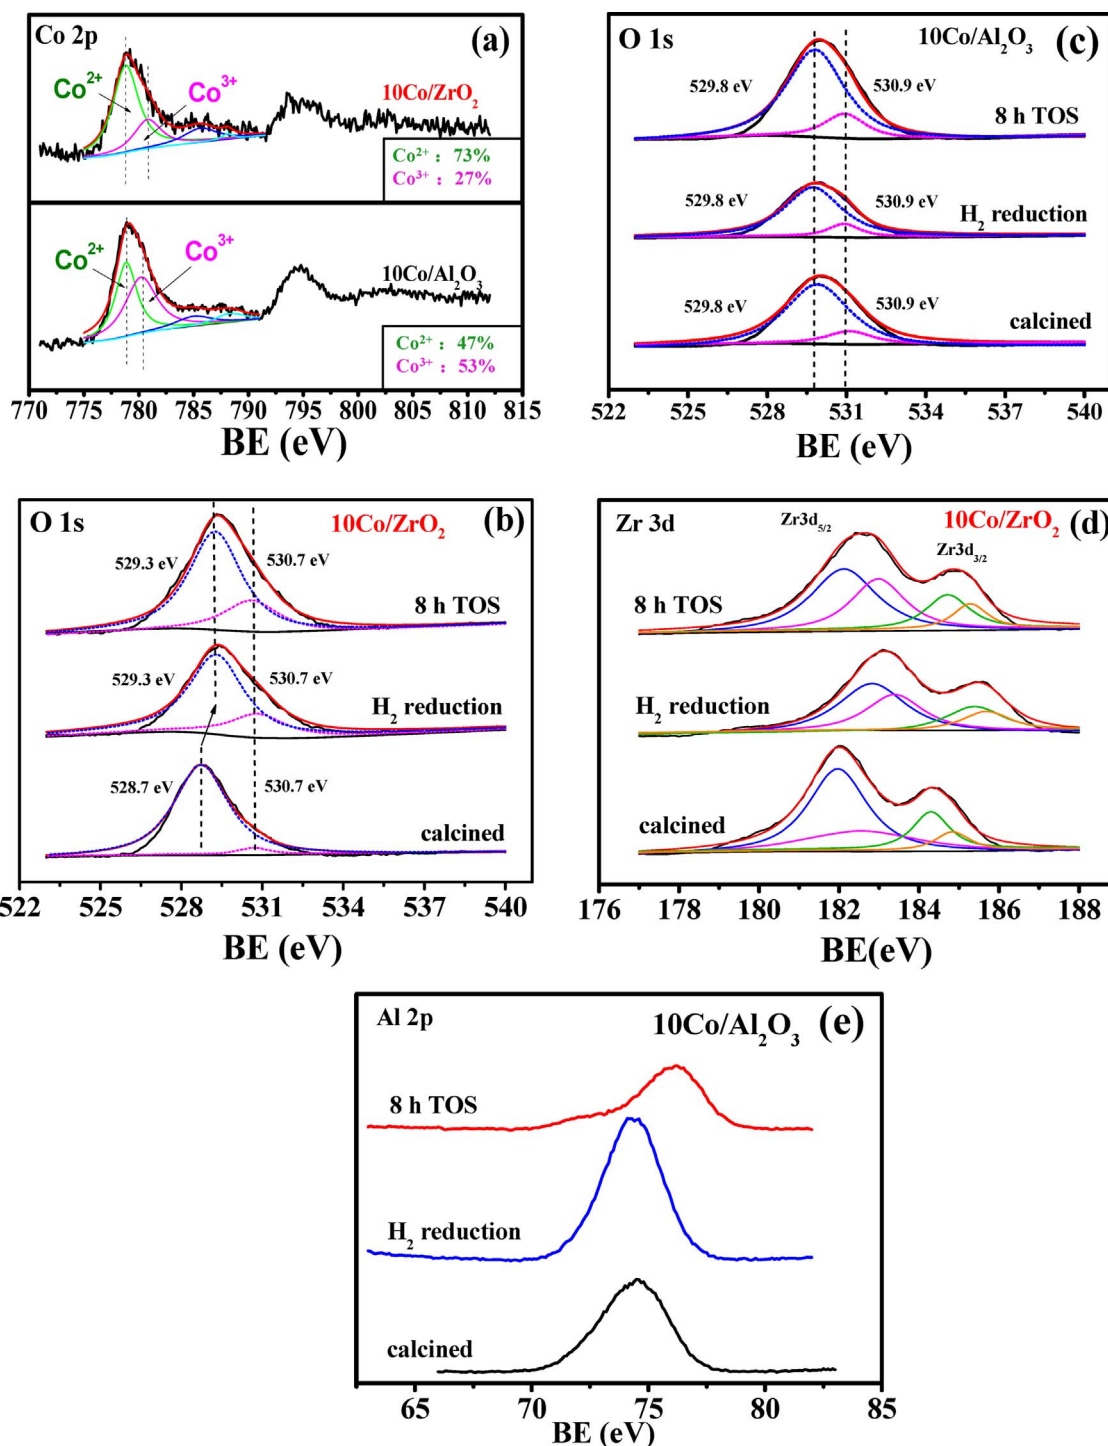 Co 2p
(a)
Co²⁺
Co³⁺
10Co/ZrO₂
Co²⁺ : 73%
Co³⁺ : 27%
Co²⁺
Co³⁺
10Co/Al₂O₃
Co²⁺ : 47%
Co³⁺ : 53%
770 775 780 785 790 795 800 805 810 815
BE (eV)
O 1s
10Co/Al₂O₃
(c)
529.8 eV
530.9 eV
8 h TOS
529.8 eV
530.9 eV
H₂ reduction
529.8 eV
530.9 eV
calcined
522 525 528 531 534 537 540
BE (eV)
O 1s
10Co/ZrO₂
(b)
529.3 eV
530.7 eV
8 h TOS
529.3 eV
530.7 eV
H₂ reduction
528.7 eV
530.7 eV
calcined
522 525 528 531 534 537 540
BE (eV)
Zr 3d
Zr3d₅/₂
10Co/ZrO₂
(d)
Zr3d₃/₂
8 h TOS
H₂ reduction
calcined
176 178 180 182 184 186 188
BE(eV)
Al 2p
10Co/Al₂O₃
(e)
8 h TOS
H₂ reduction
calcined
65 70 75 80 85
BE (eV)